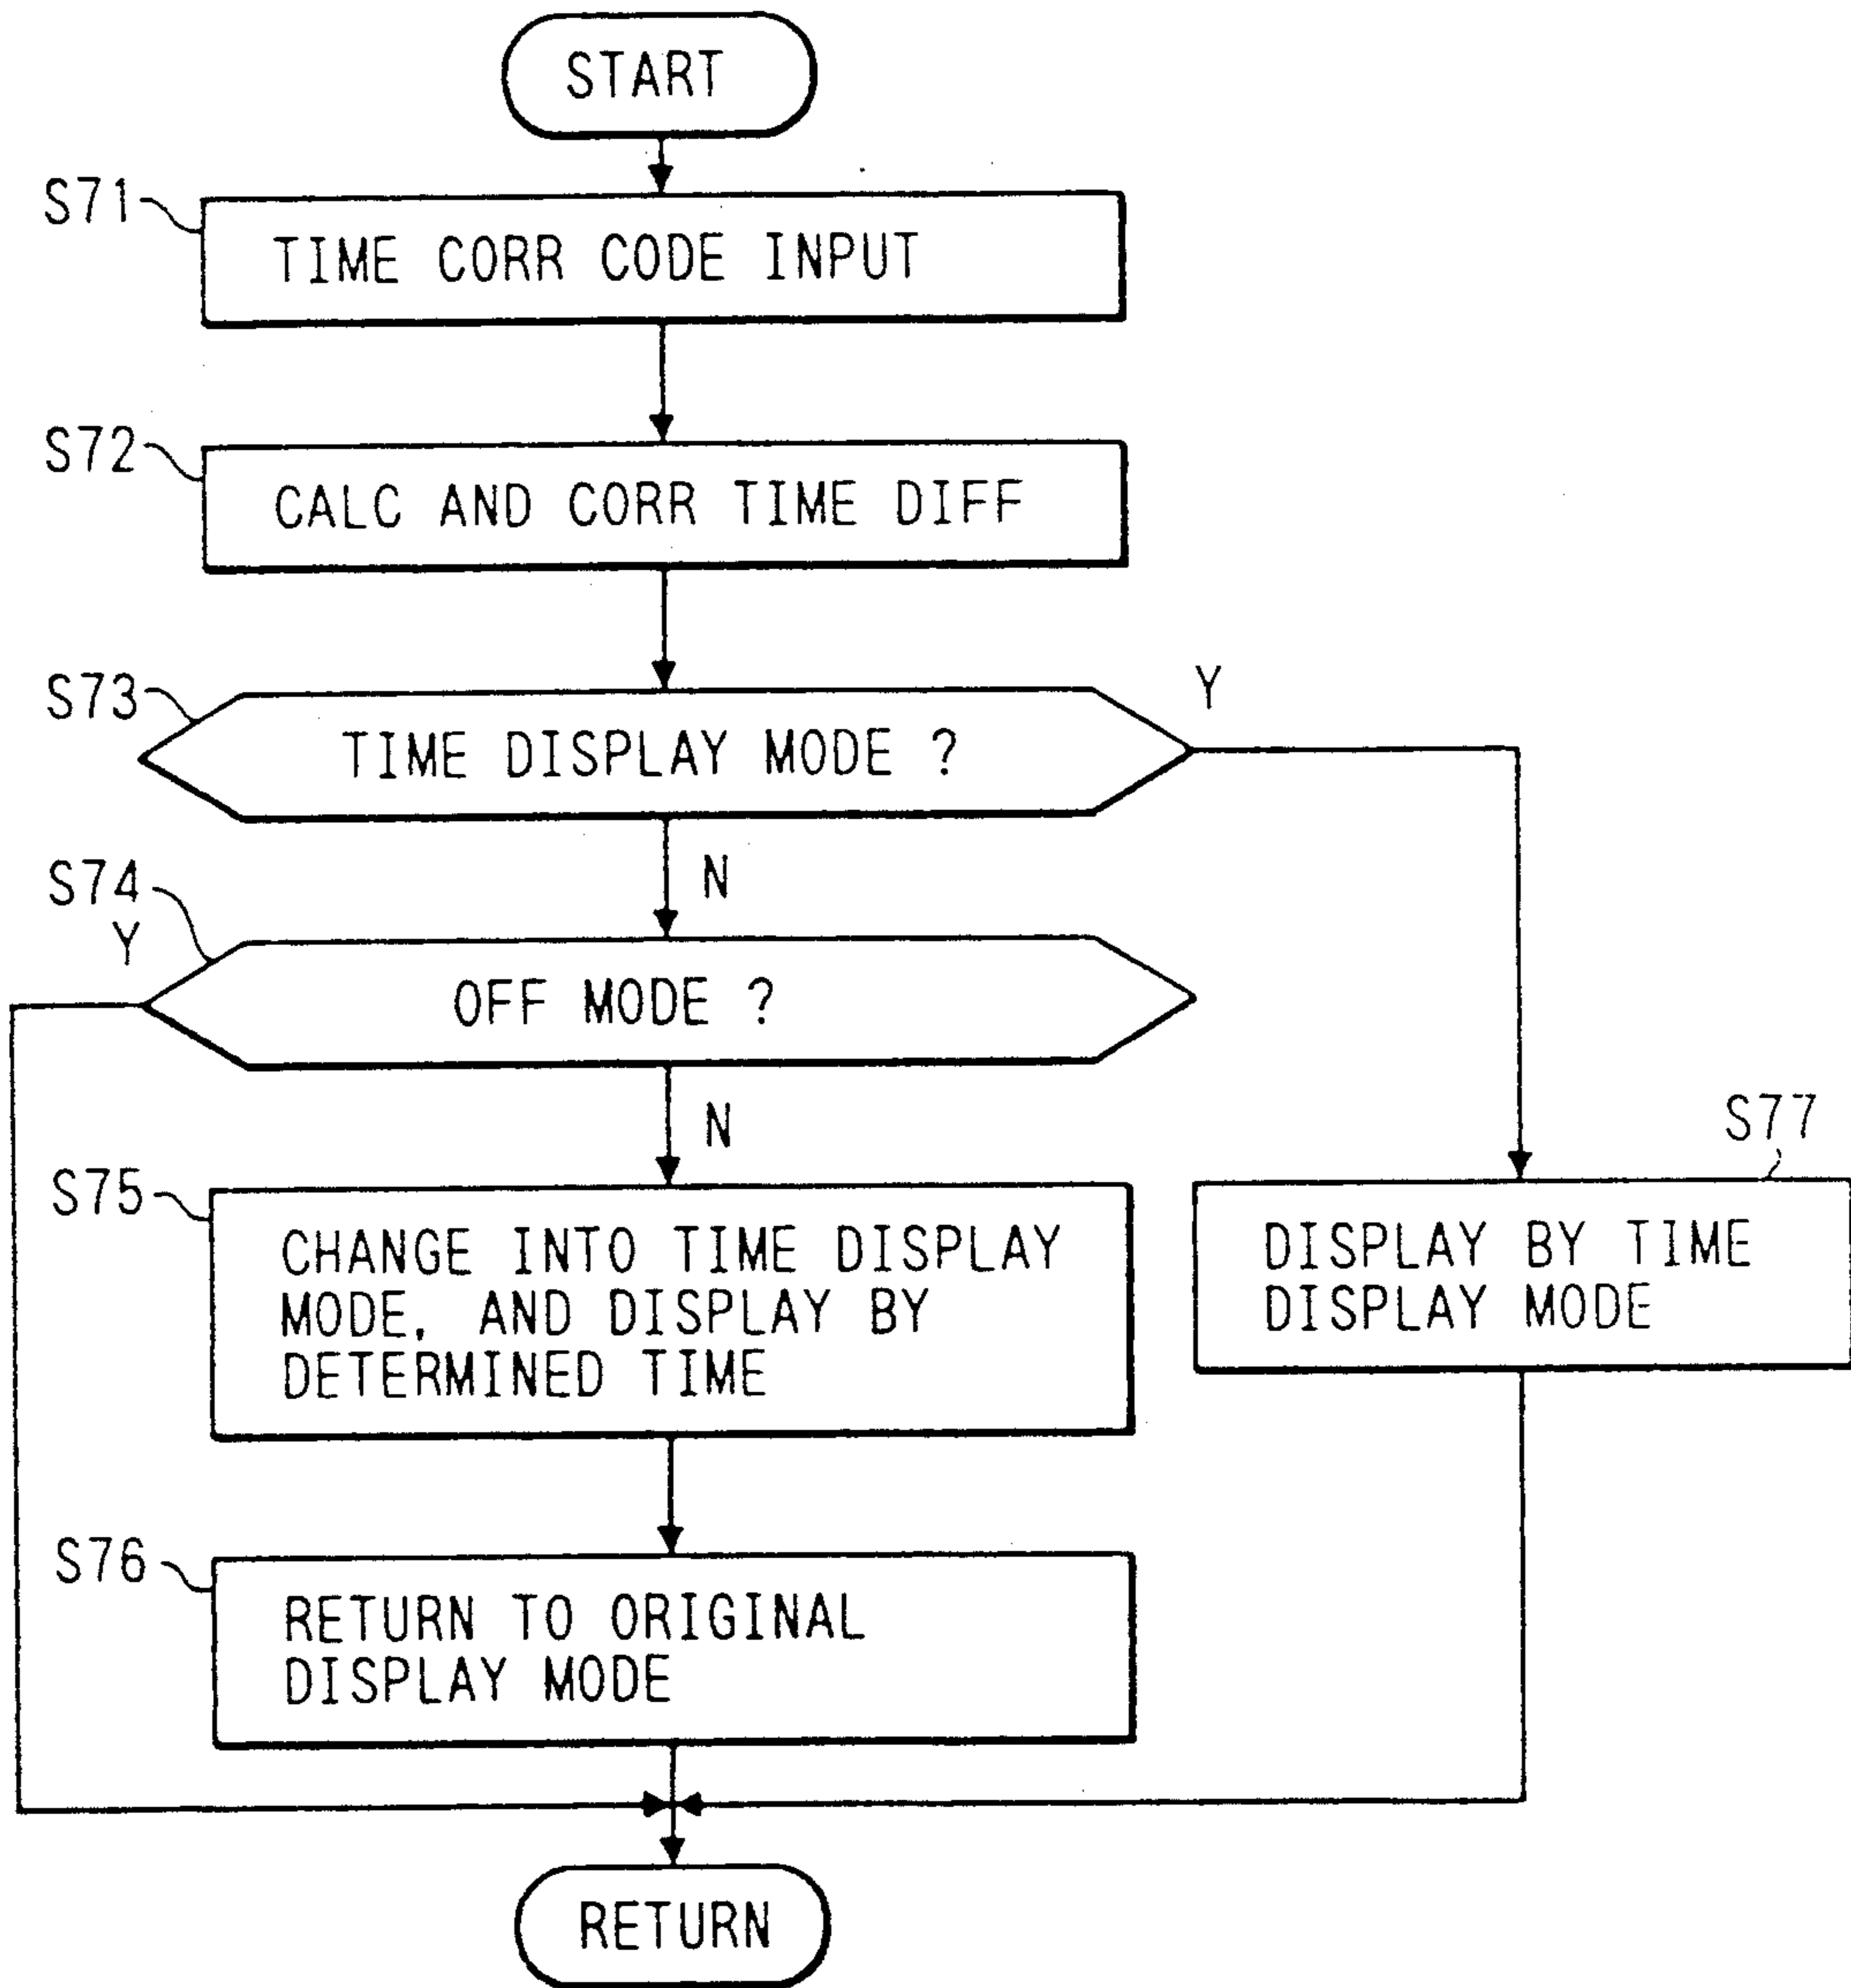 START
S71
TIME CORR CODE INPUT
S72
CALC AND CORR TIME DIFF
S73
TIME DISPLAY MODE ?
Y
N
S74
Y
OFF MODE ?
N
S75
CHANGE INTO TIME DISPLAY
MODE, AND DISPLAY BY
DETERMINED TIME
S77
DISPLAY BY TIME
DISPLAY MODE
S76
RETURN TO ORIGINAL
DISPLAY MODE
RETURN